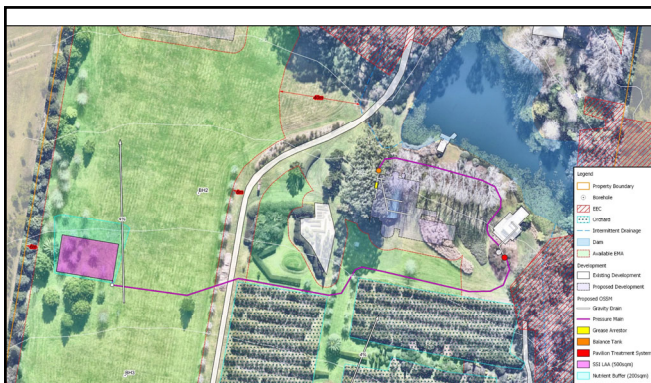 BH2
BH3
Legend
Property Boundary
Borehole
EEC
Orchard
Intermittent Drainage
Dam
Available EMA
Development
Existing Development
Proposed Development
Proposed OSSM
Gravity Drain
Pressure Main
Grease Arrestor
Balance Tank
Pavilion Treatment System
SSI LAA (500sqm)
Nutrient Buffer (200sqm)